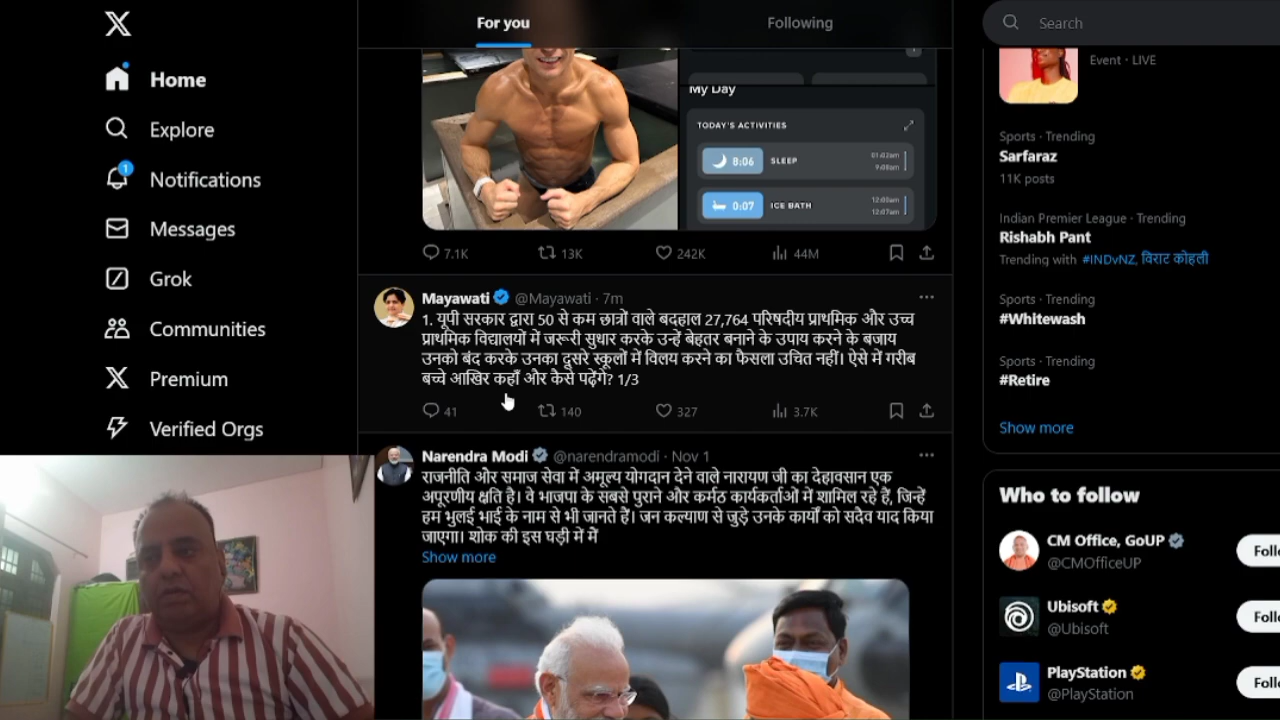 For you
Following
Search
Home
Explore
1
Notifications
Messages
Grok
Communities
Premium
Verified Orgs
My Day
TODAY'S ACTIVITIES
8:06 SLEEP
0:07 ICE BATH
12:00am
12:07am
7.1K 13K 242K 44M
Mayawati @Mayawati · 7m
1. यूपी सरकार द्वारा 50 से कम छात्रों वाले बदहाल 27,764 परिषदीय प्राथमिक और उच्च
प्राथमिक विद्यालयों में जरूरी सुधार करके उन्हें बेहतर बनाने के उपाय करने के बजाय
उनको बंद करके उनका दूसरे स्कूलों में विलय करने का फैसला उचित नहीं। ऐसे में गरीब
बच्चे आखिर कहाँ और कैसे पढ़ेंगे? 1/3
41 140 327 3.7K
Narendra Modi @narendramodi · Nov 1
राजनीति और समाज सेवा में अमूल्य योगदान देने वाले नारायण जी का देहावसान एक
अपूरणीय क्षति है। वे भाजपा के सबसे पुराने और कर्मठ कार्यकर्ताओं में शामिल रहे हैं, जिन्हें
हम भुलई भाई के नाम से भी जानते हैं। जन कल्याण से जुड़े उनके कार्यों को सदैव याद किया
जाएगा। शोक की इस घड़ी में मैं
Show more
Event · LIVE
Sports · Trending
Sarfaraz
11K posts
Indian Premier League · Trending
Rishabh Pant
Trending with #INDvNZ, विराट कोहली
Sports · Trending
#Whitewash
Sports · Trending
#Retire
Show more
Who to follow
CM Office, GoUP
@CMOfficeUP
Follo
Ubisoft
@Ubisoft
Follo
PlayStation
@PlayStation
Follo